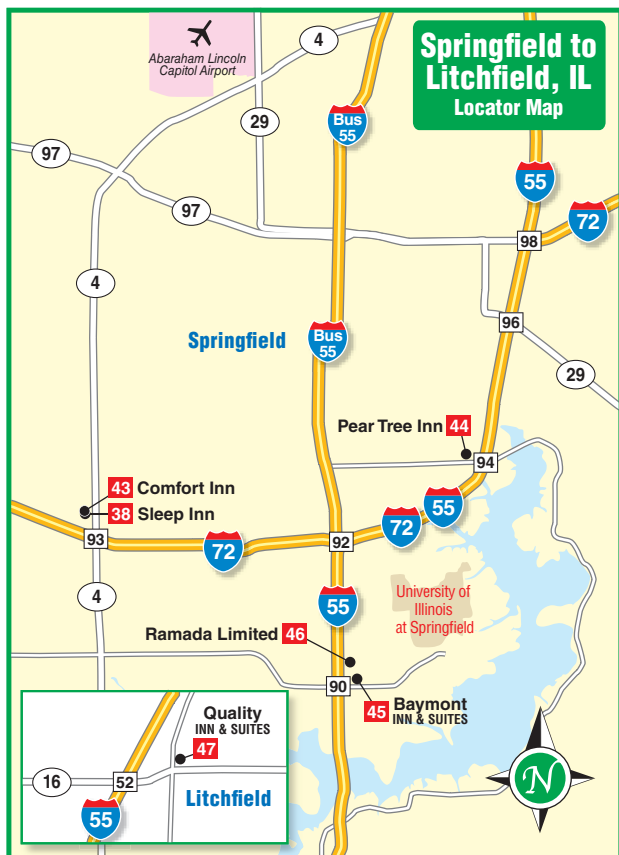 Springfield to
Litchfield, IL
Locator Map
4
Abaraham Lincoln
Capitol Airport
29
Bus
55
97
55
72
97
98
4
96
Springfield
Bus
55
29
Pear Tree Inn 44
94
43 Comfort Inn
38 Sleep Inn
55
72
93
72
92
4
55
University of
Illinois
at Springfield
Ramada Limited 46
90
45 Baymont
INN & SUITES
Quality
INN & SUITES
47
16
52
Litchfield
55
N